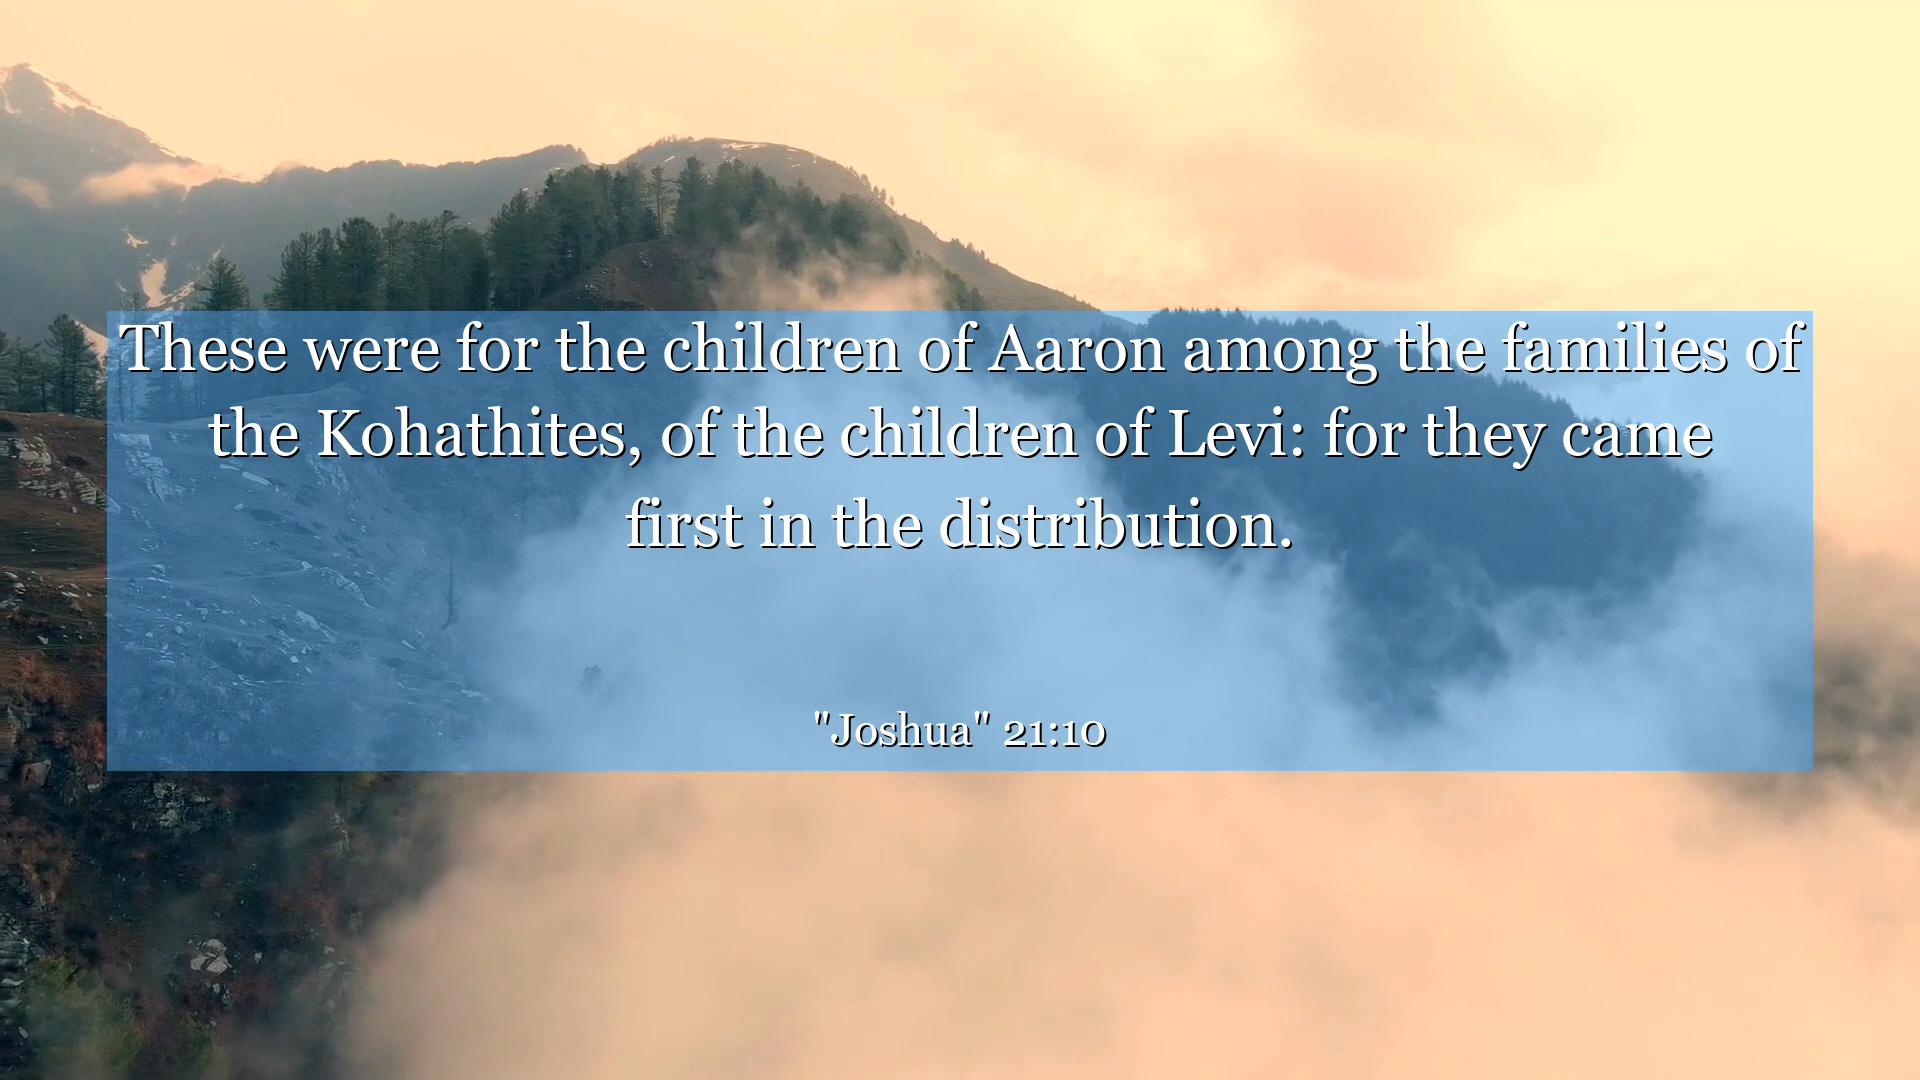 These were for the children of Aaron among the families of
the Kohathites, of the children of Levi: for they came
first in the distribution.
"Joshua" 21:10